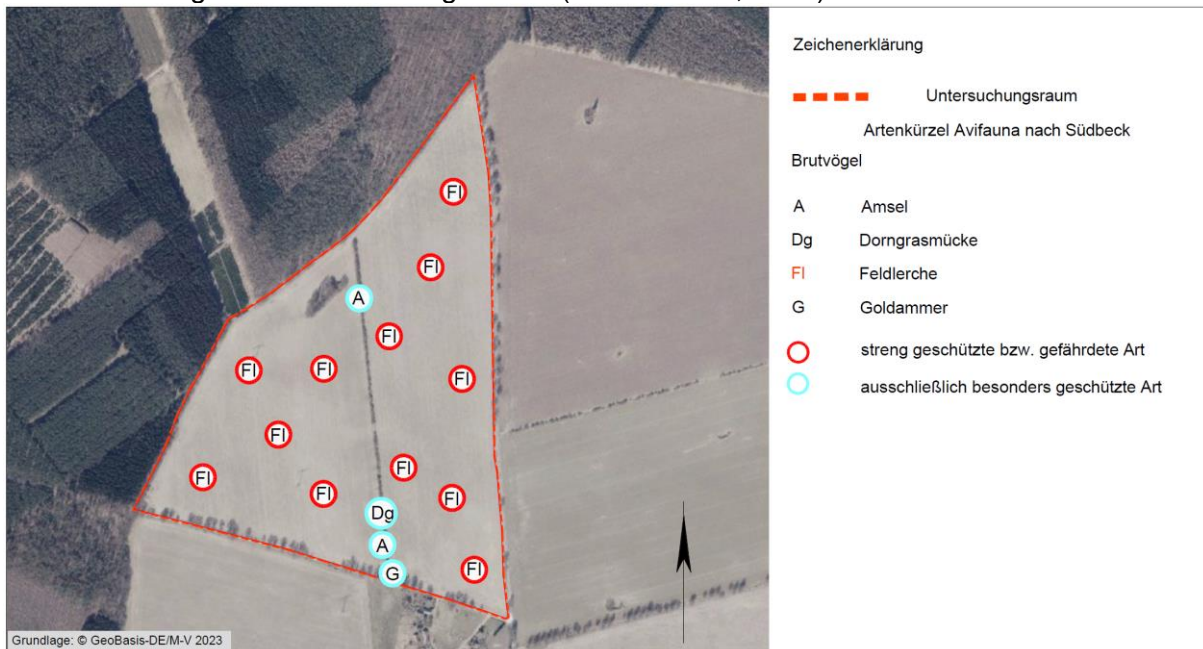 Zeichenerklärung
Untersuchungsraum
Artenkürzel Avifauna nach Südbeck
Brutvögel
A Amsel
Dg Dorngrasmücke
Fl Feldlerche
G Goldammer
streng geschützte bzw. gefährdete Art
ausschließlich besonders geschützte Art
Fl
Fl
A
Fl
Fl
Fl
Fl
Fl
Fl
Fl
Fl
Fl
Dg
A
G
Fl
Grundlage: © GeoBasis-DE/M-V 2023